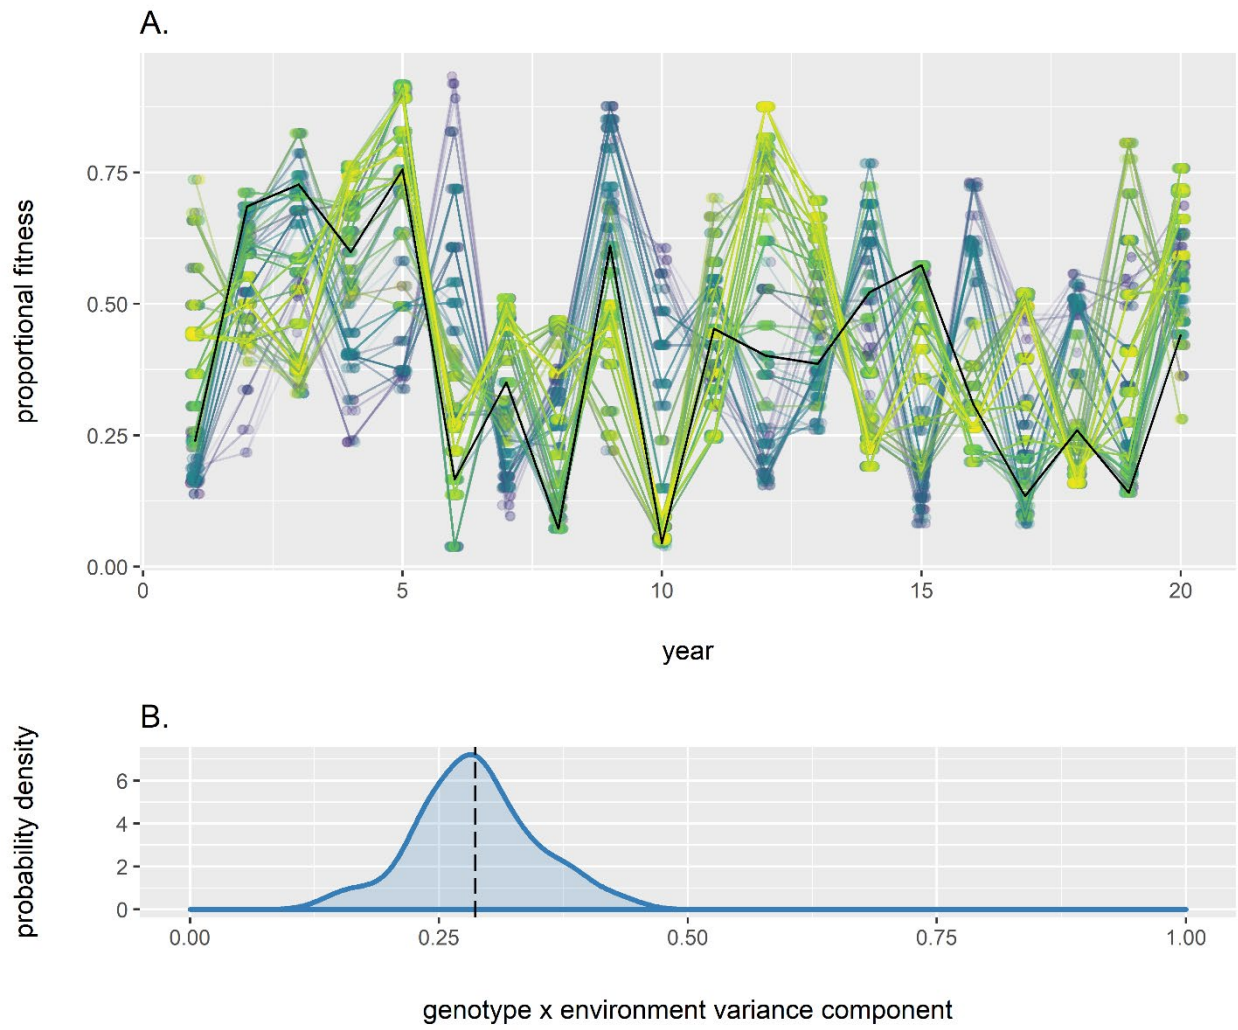 A.
proportional fitness
0.75
0.50
0.25
0.00
0 5 10 15 20
year
B.
probability density
6
4
2
0
0.00 0.25 0.50 0.75 1.00
genotype x environment variance component